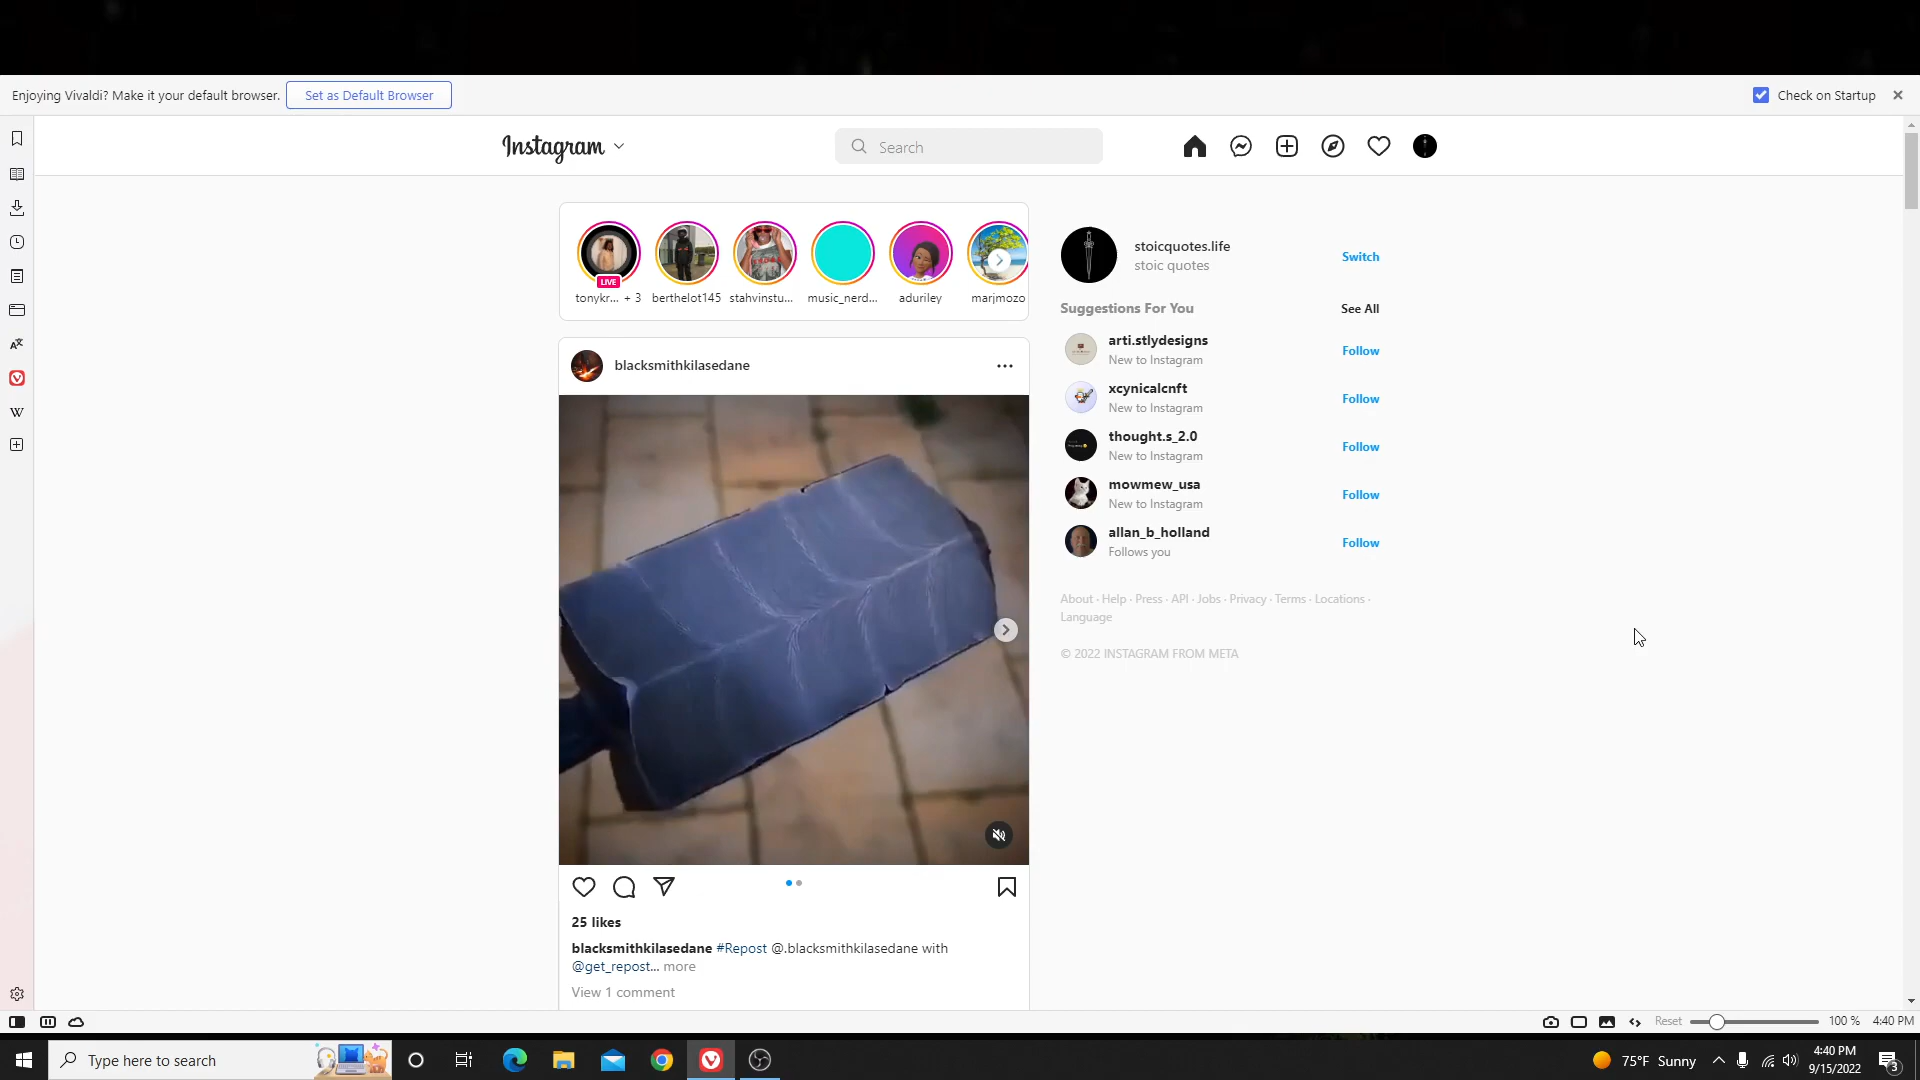 Enjoying Vivaldi? Make it your default browser. Set as Default Browser Check on Startup
Instagram Search
LIVE
tonykr... + 3 berthelot145 stahvinstu... music_nerd... aduriley marjmozo
stoicquotes.life
stoic quotes
Switch
Suggestions For You See All
arti.stlydesigns
New to Instagram
Follow
xcynicalcnft
New to Instagram
Follow
thought.s_2.0
New to Instagram
Follow
mowmew_usa
New to Instagram
Follow
allan_b_holland
Follows you
Follow
About · Help · Press · API · Jobs · Privacy · Terms · Locations ·
Language
© 2022 INSTAGRAM FROM META
blacksmithkilasedane
25 likes
blacksmithkilasedane #Repost @.blacksmithkilasedane with
@get_repost... more
View 1 comment
W
Reset 100 % 4:40 PM
Type here to search
75°F Sunny
4:40 PM
9/15/2022
3